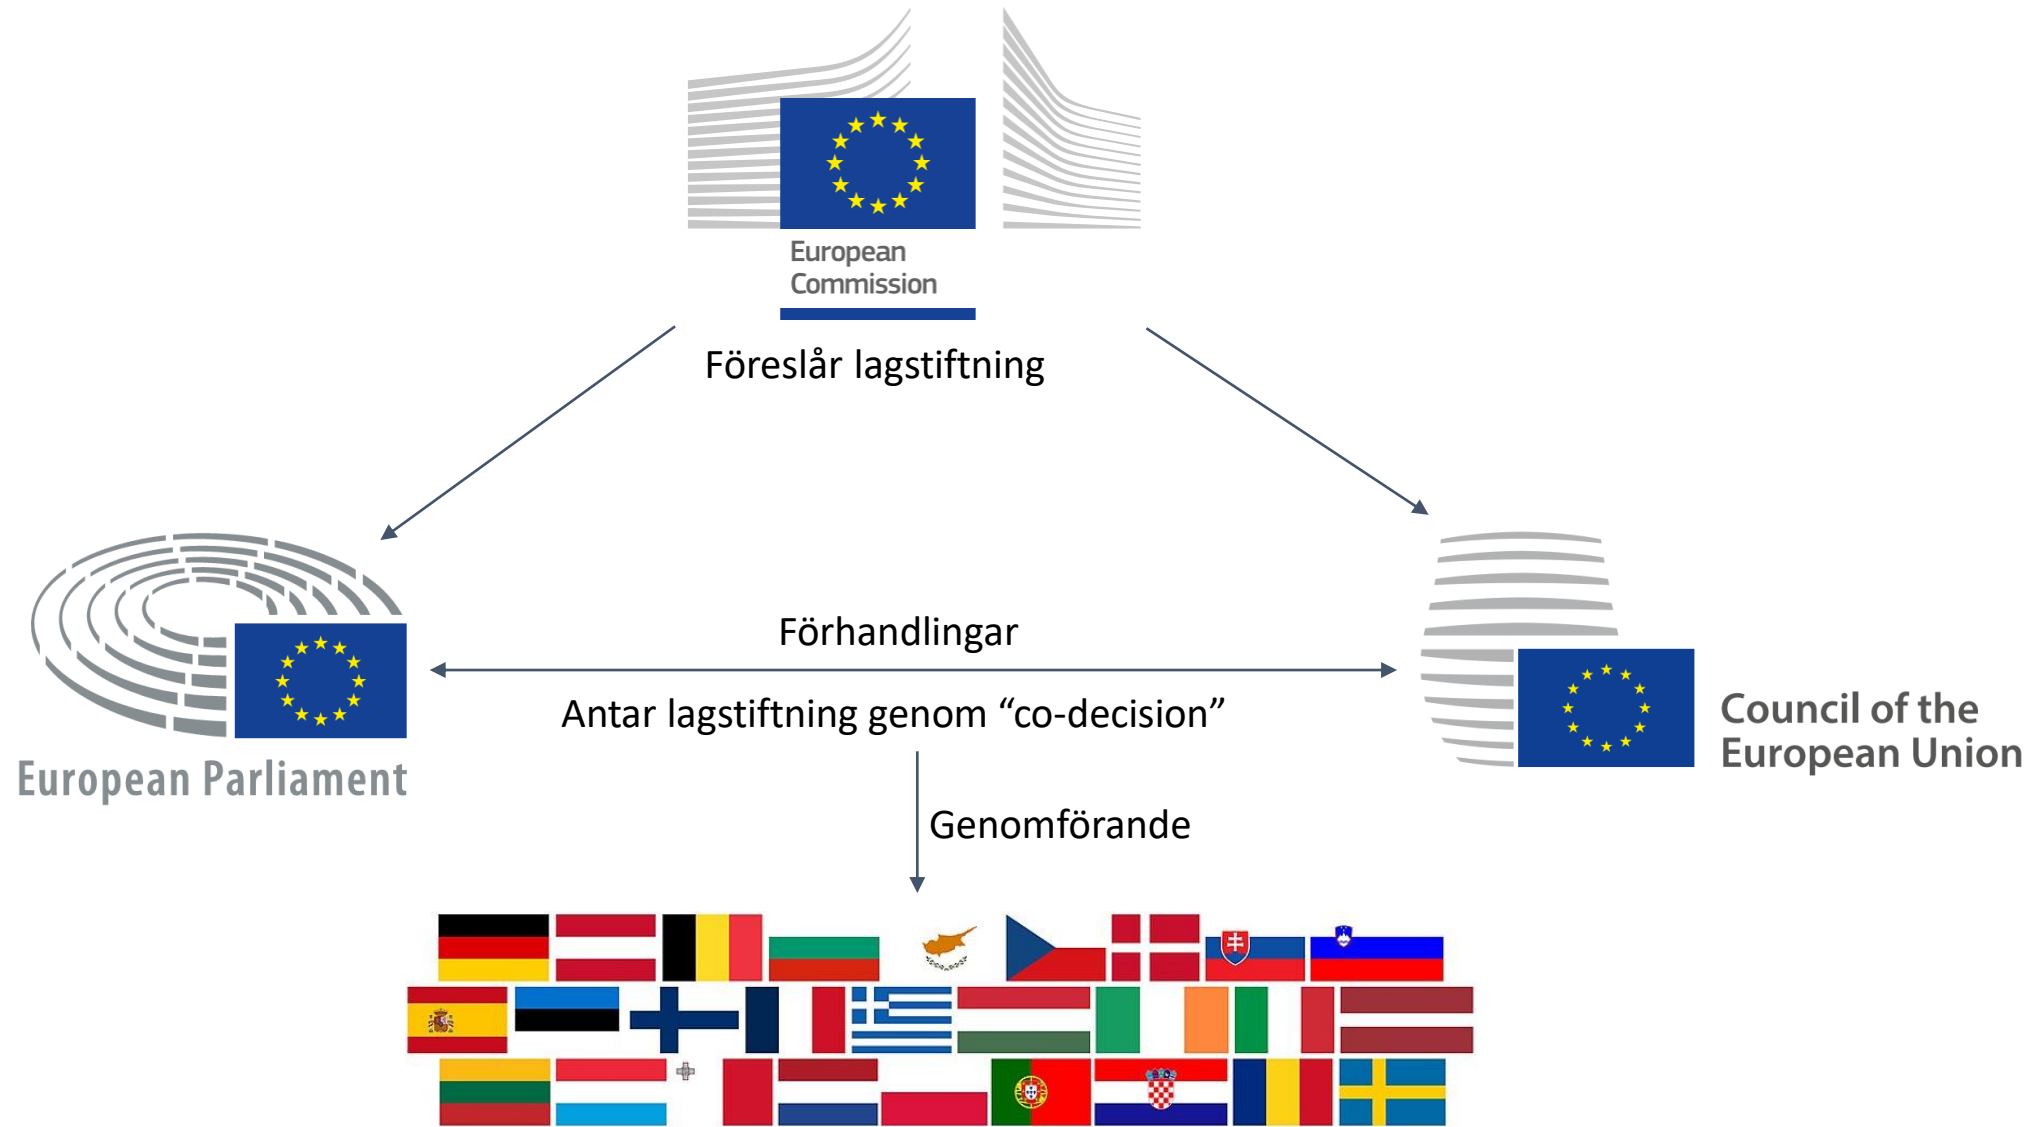 European
Commission
Föreslår lagstiftning
Förhandlingar
Antar lagstiftning genom “co-decision”
European Parliament
Council of the
European Union
Genomförande